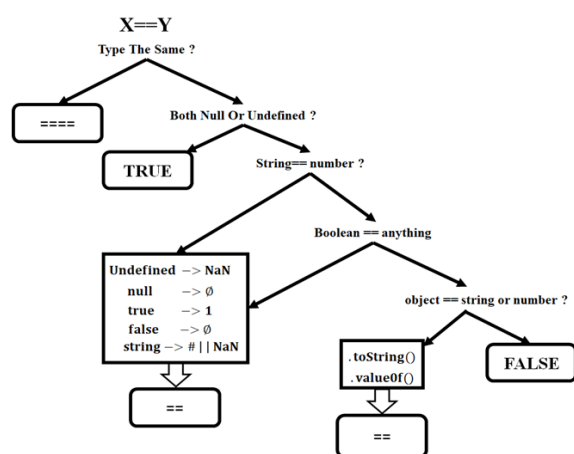 X==Y
Type The Same ?
====
Both Null Or Undefined ?
TRUE
String== number ?
Boolean == anything
Undefined -> NaN
null -> ∅
true -> 1
false -> ∅
string -> # || NaN
==
object == string or number ?
.toString()
.value0f()
==
FALSE